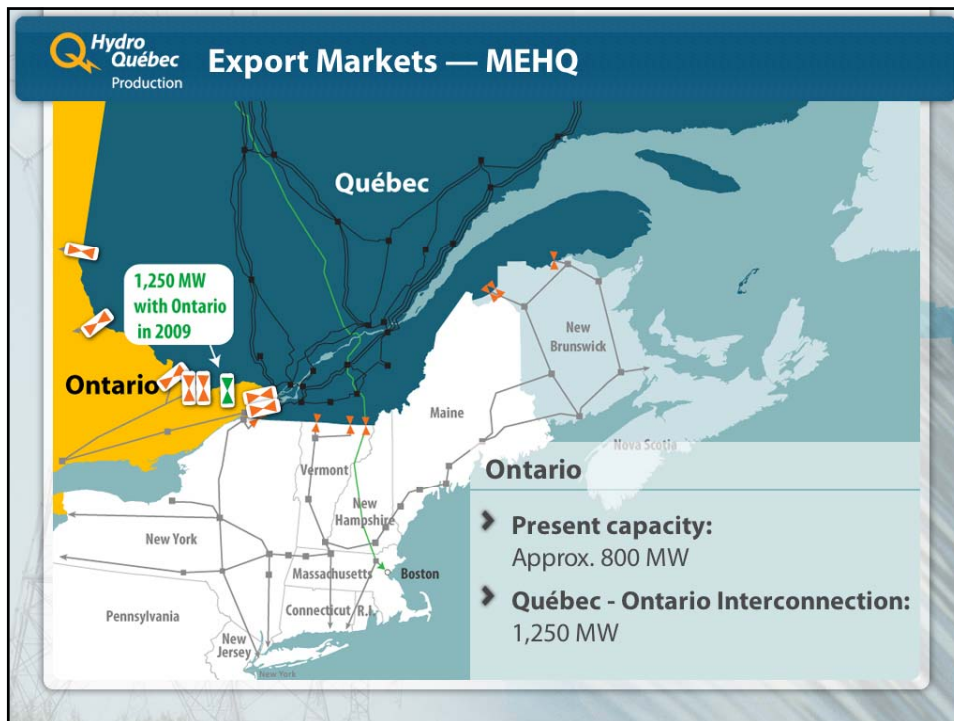 Hydro
Québec
Production
Export Markets — MEHQ
Québec
1,250 MW
with Ontario
in 2009
Ontario
New
Brunswick
Maine
Nova Scotia
Vermont
New
Hampshire
New York
Massachusetts
Boston
Connecticut
R.I.
Pennsylvania
New
Jersey
New York
Ontario
Present capacity:
Approx. 800 MW
Québec - Ontario Interconnection:
1,250 MW